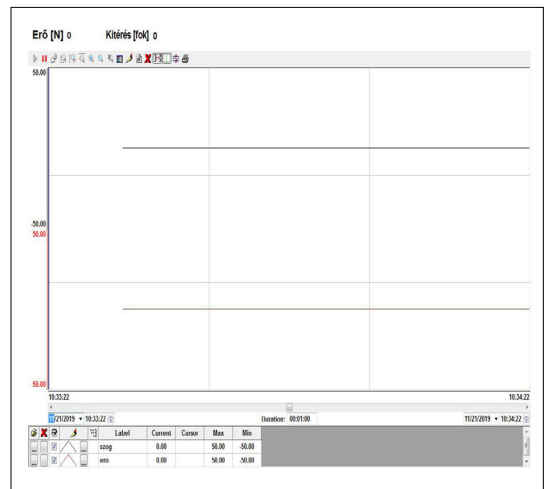 Erő [N] 0 Kitérés [fok] 0
50.00
-50.00
50.00
50.00
10:33:22 10:34:22
11/21/2019 10:33:22 Duration: 00:01:00 11/21/2019 10:34:22
Label Current Cursor Max Min
szog 0.00 50.00 -50.00
ero 0.00 50.00 -50.00